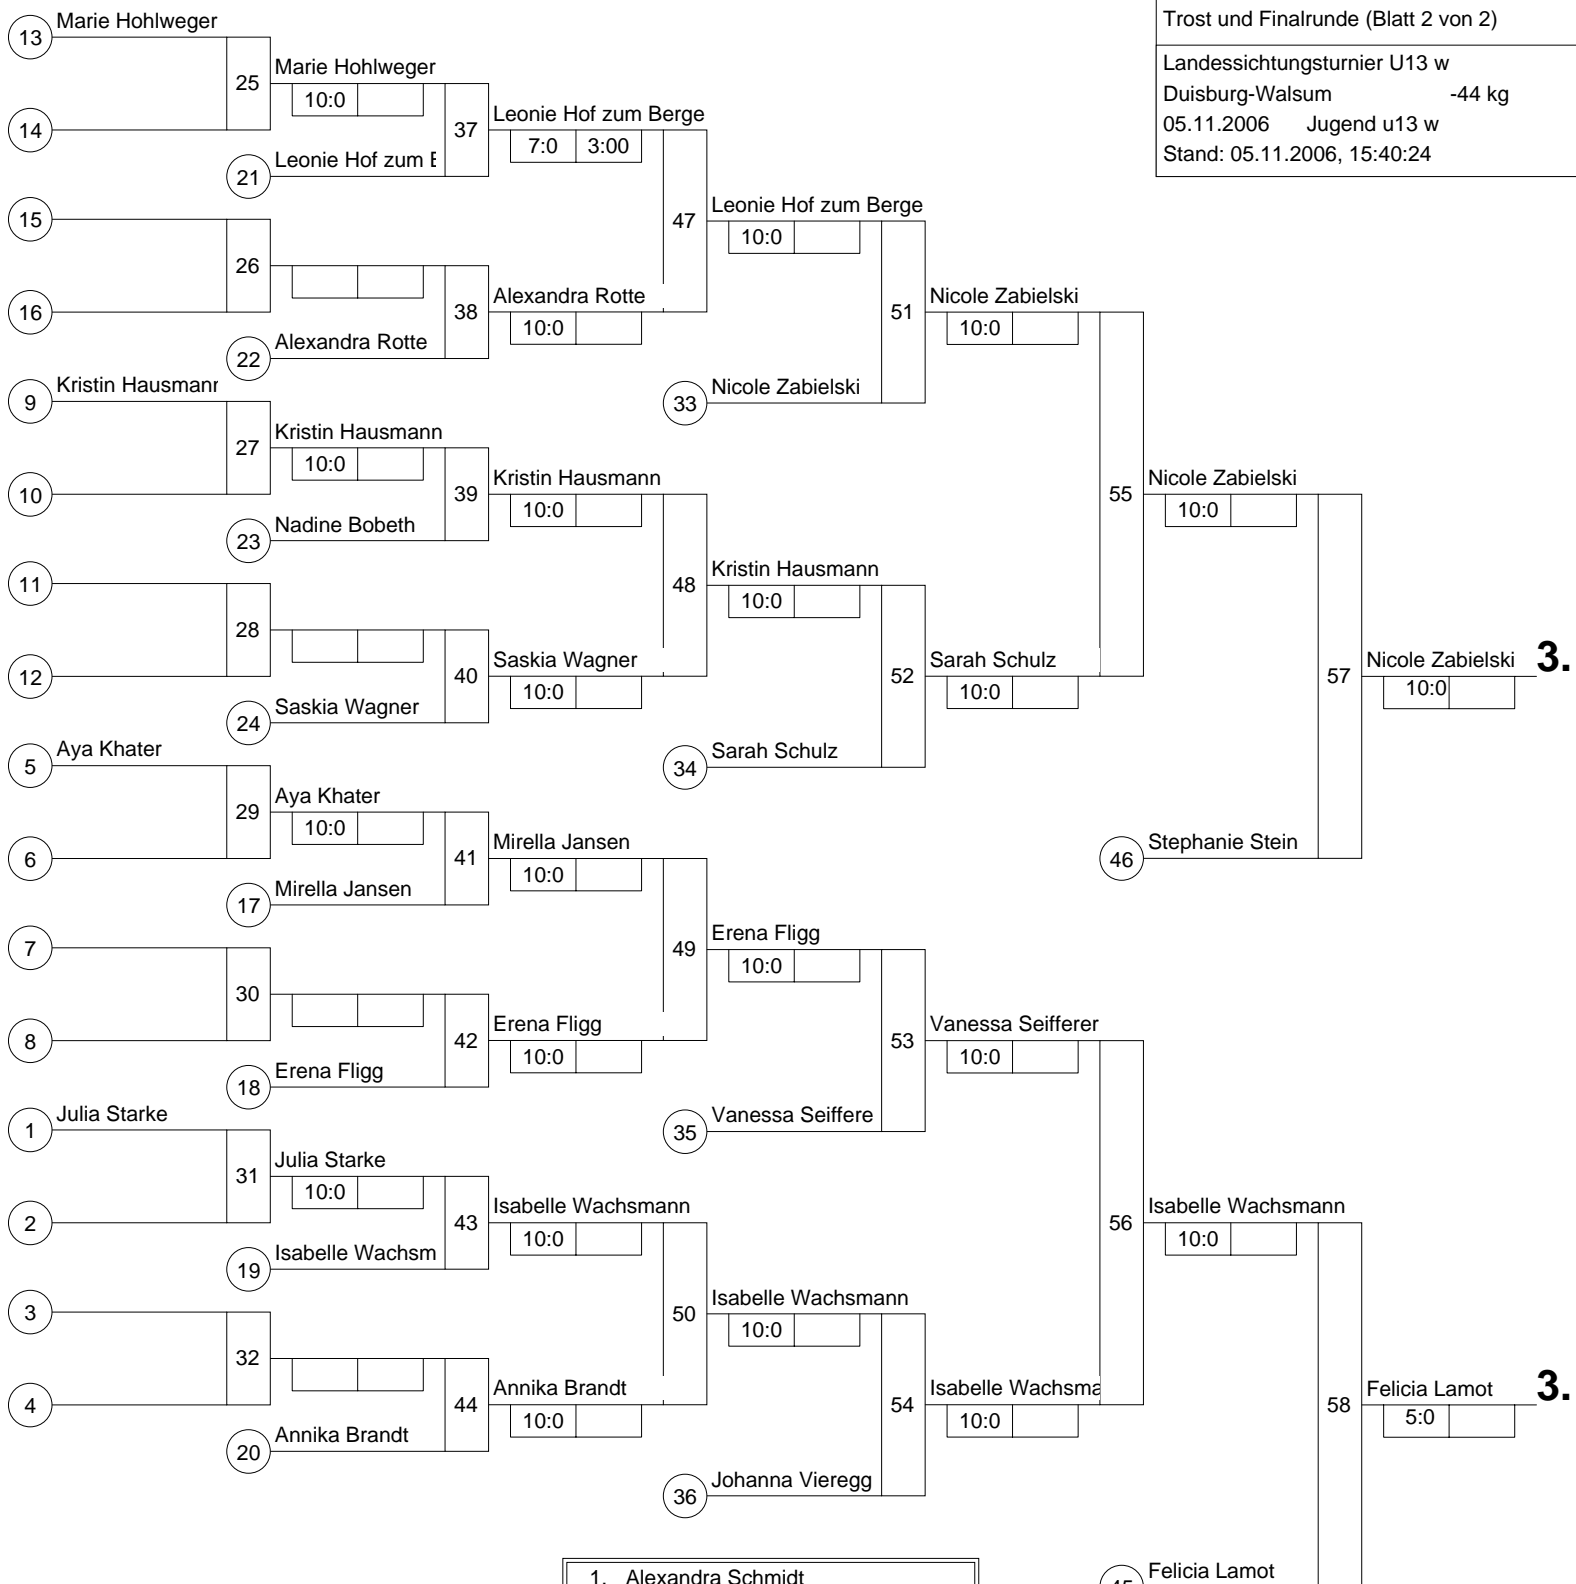 Trost und Finalrunde (Blatt 2 von 2)
Landessichtungsturnier U13 w
Duisburg-Walsum -44 kg
05.11.2006 Jugend u13 w
Stand: 05.11.2006, 15:40:24
13 Marie Hohlweger
25 Marie Hohlweger
10:0
14
37 Leonie Hof zum Berge
7:0 3:00
21 Leonie Hof zum
15
47 Leonie Hof zum Berge
10:0
26
16
38 Alexandra Rotte
10:0
22 Alexandra Rotte
51 Nicole Zabielski
10:0
33 Nicole Zabielski
9 Kristin Hausmann
27 Kristin Hausmann
10:0
10
39 Kristin Hausmann
10:0
23 Nadine Bobeth
55 Nicole Zabielski
10:0
11
48 Kristin Hausmann
10:0
28
12
40 Saskia Wagner
10:0
24 Saskia Wagner
52 Sarah Schulz
10:0
34 Sarah Schulz
57 Nicole Zabielski 3.
10:0
5 Aya Khater
29 Aya Khater
10:0
6
41 Mirella Jansen
10:0
17 Mirella Jansen
46 Stephanie Stein
7
49 Erena Fligg
10:0
30
8
42 Erena Fligg
10:0
18 Erena Fligg
53 Vanessa Seifferer
10:0
35 Vanessa Seiffere
1 Julia Starke
31 Julia Starke
10:0
2
43 Isabelle Wachsmann
10:0
19 Isabelle Wachsm
56 Isabelle Wachsmann
10:0
3
50 Isabelle Wachsmann
10:0
32
4
44 Annika Brandt
10:0
20 Annika Brandt
54 Isabelle Wachsma
10:0
36 Johanna Vieregg
58 Felicia Lamot 3.
5:0
1. Alexandra Schmidt
45 Felicia Lamot